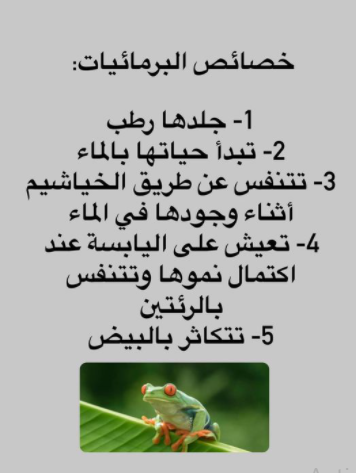 خصائص البرمائيات:
1- جلدها رطب
2- تبدأ حياتها بالماء
3- تتنفس عن طريق الخياشيم
أثناء وجودها في الماء
4- تعيش على اليابسة عند
اكتمال نموها وتتنفس
بالرئتين
5- تتكاثر بالبيض